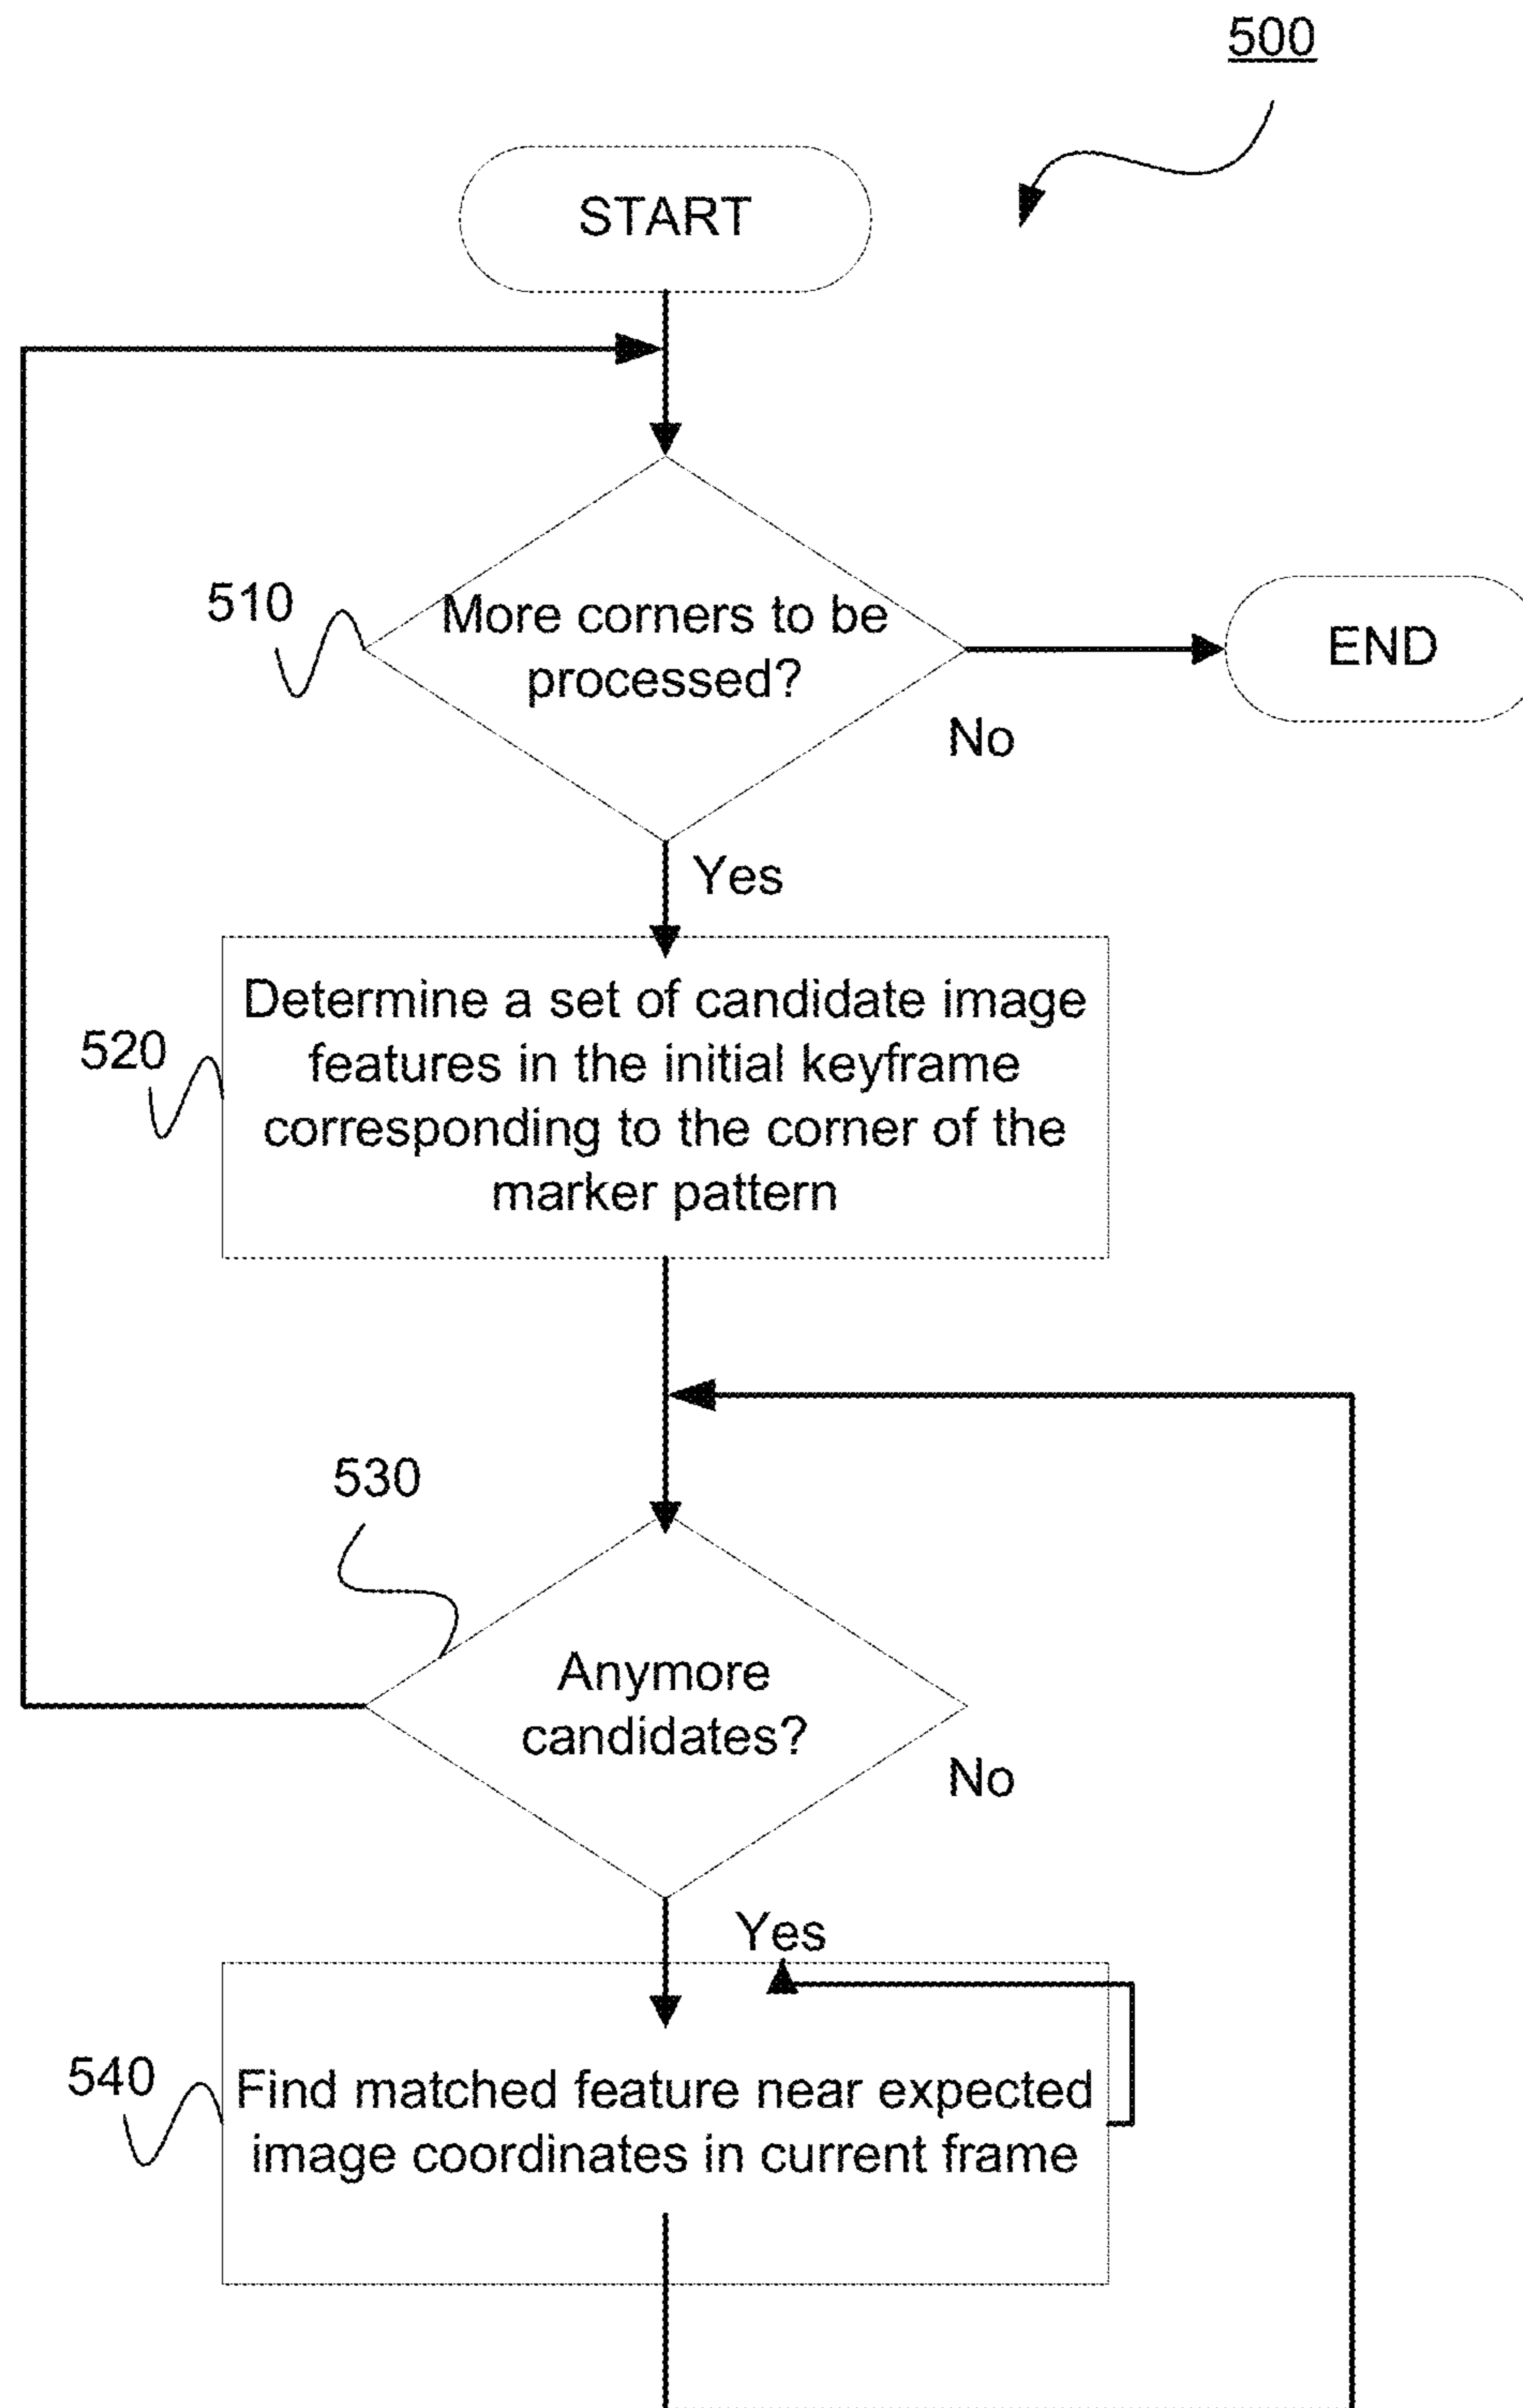 500
START
510
More corners to be
processed?
END
No
Yes
520
Determine a set of candidate image
features in the initial keyframe
corresponding to the corner of the
marker pattern
530
Anymore
candidates?
No
Yes
540
Find matched feature near expected
image coordinates in current frame